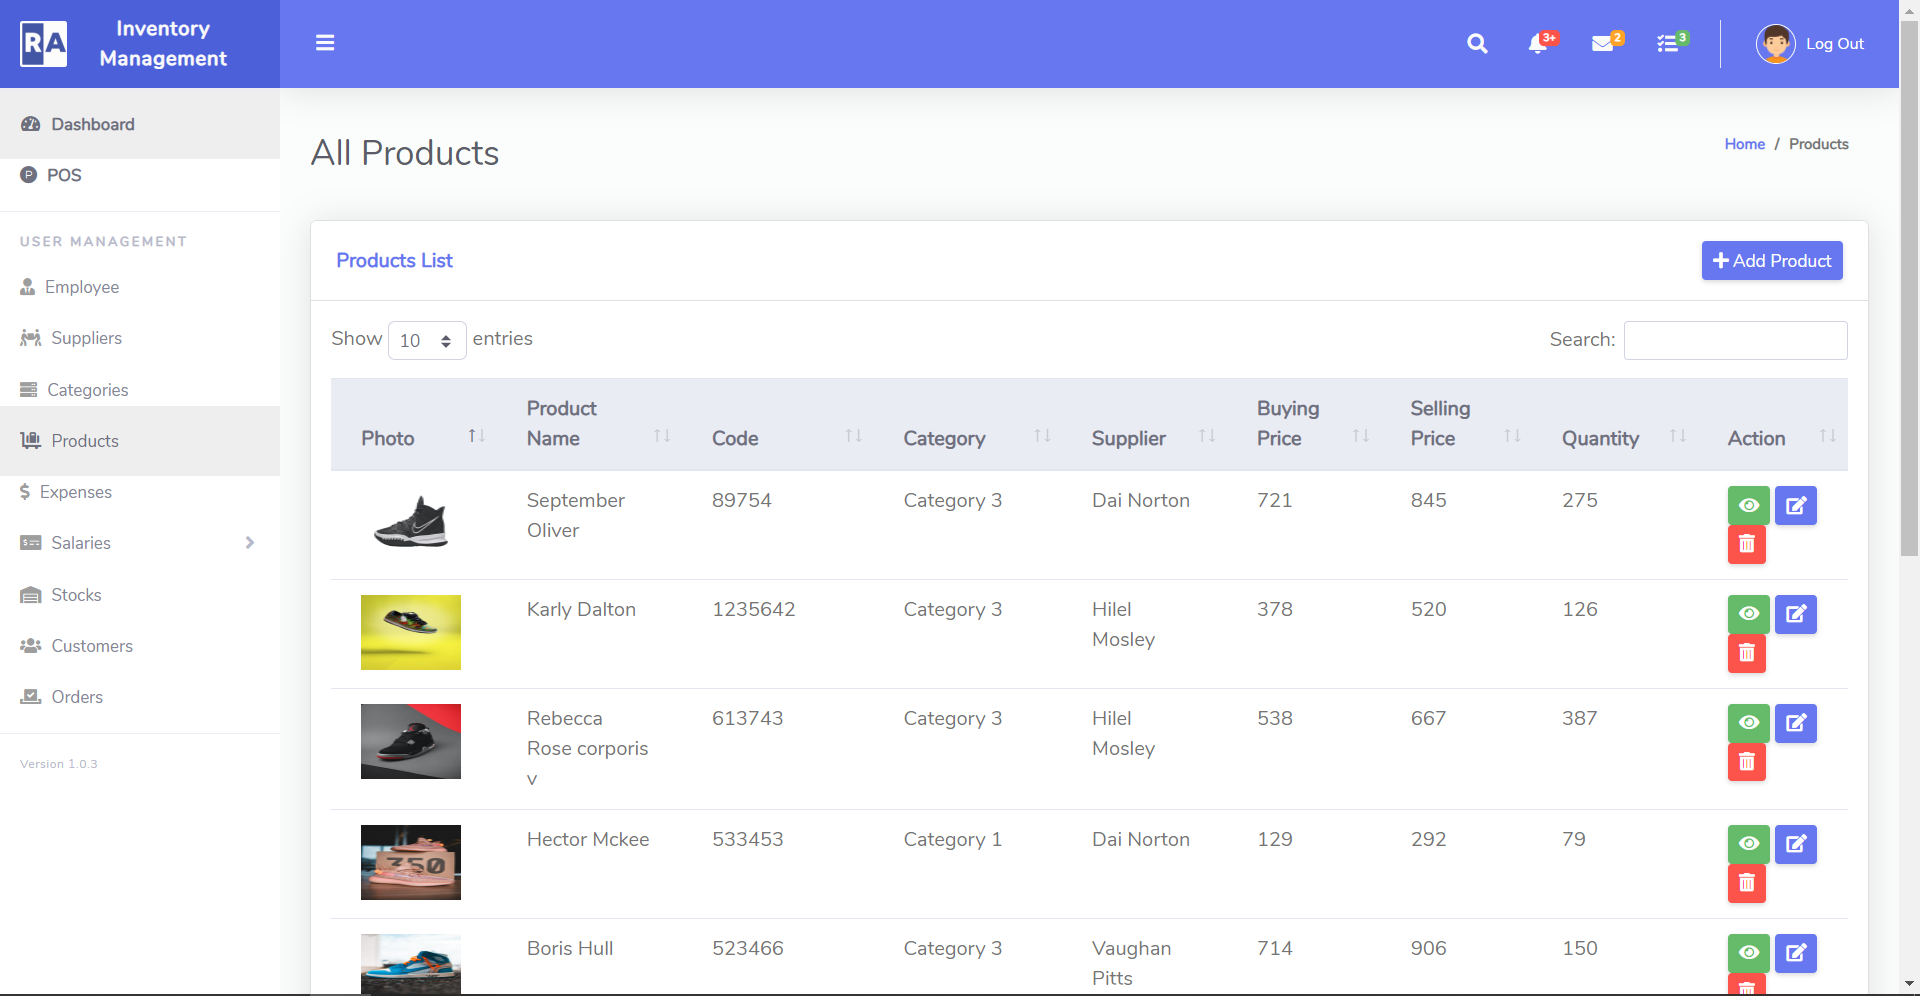 RA
Inventory
Management
3+
2
3
Log Out
Dashboard
POS
USER MANAGEMENT
Employee
Suppliers
Categories
Products
Expenses
Salaries
Stocks
Customers
Orders
Version 1.0.3
All Products
Home / Products
Products List
Add Product
Show 10 entries
Search:
Photo Product Name Code Category Supplier Buying Price Selling Price Quantity Action
September Oliver 89754 Category 3 Dai Norton 721 845 275
Karly Dalton 1235642 Category 3 Hilel Mosley 378 520 126
Rebecca Rose corporis v 613743 Category 3 Hilel Mosley 538 667 387
350
Hector Mckee 533453 Category 1 Dai Norton 129 292 79
Boris Hull 523466 Category 3 Vaughan Pitts 714 906 150